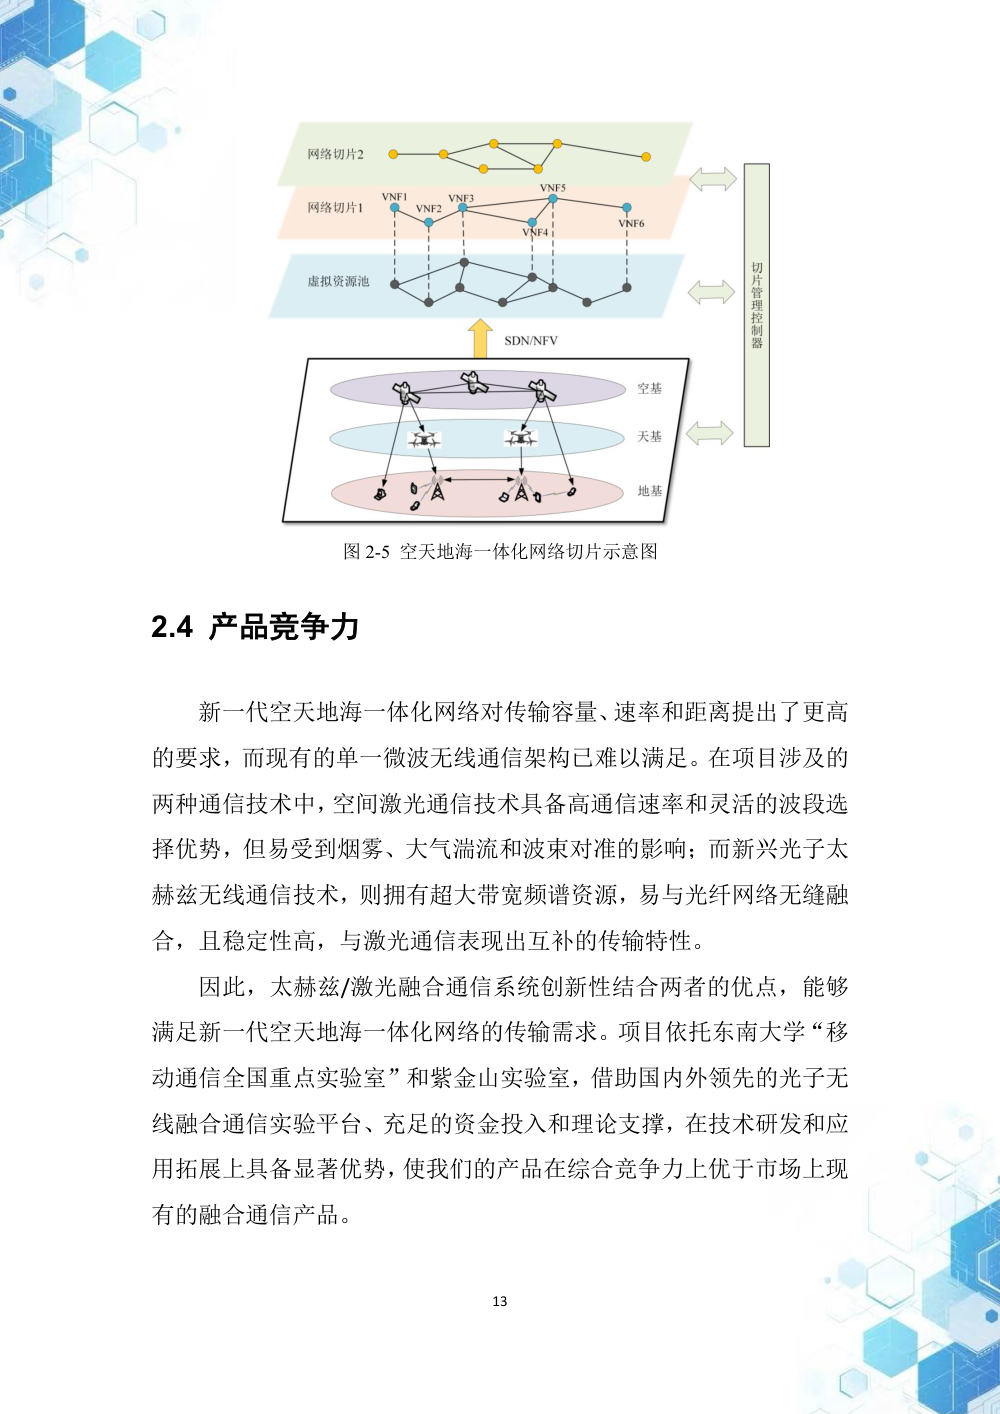 网络切片2
VNF5
VNF1
VNF3
网络切片1
VNF2
VNF4
VNF6
虚拟资源池
切片管理控制器
SDN/NFV
空基
天基
地基
图 2-5 空天地海一体化网络切片示意图
2.4 产品竞争力
新一代空天地海一体化网络对传输容量、速率和距离提出了更高
的要求，而现有的单一微波无线通信架构已难以满足。在项目涉及的
两种通信技术中，空间激光通信技术具备高通信速率和灵活的波段选
择优势，但易受到烟雾、大气湍流和波束对准的影响；而新兴光子太
赫兹无线通信技术，则拥有超大带宽频谱资源，易与光纤网络无缝融
合，且稳定性高，与激光通信表现出互补的传输特性。
因此，太赫兹/激光融合通信系统创新性结合两者的优点，能够
满足新一代空天地海一体化网络的传输需求。项目依托东南大学“移
动通信全国重点实验室”和紫金山实验室，借助国内外领先的光子无
线融合通信实验平台、充足的资金投入和理论支撑，在技术研发和应
用拓展上具备显著优势，使我们的产品在综合竞争力上优于市场上现
有的融合通信产品。
13